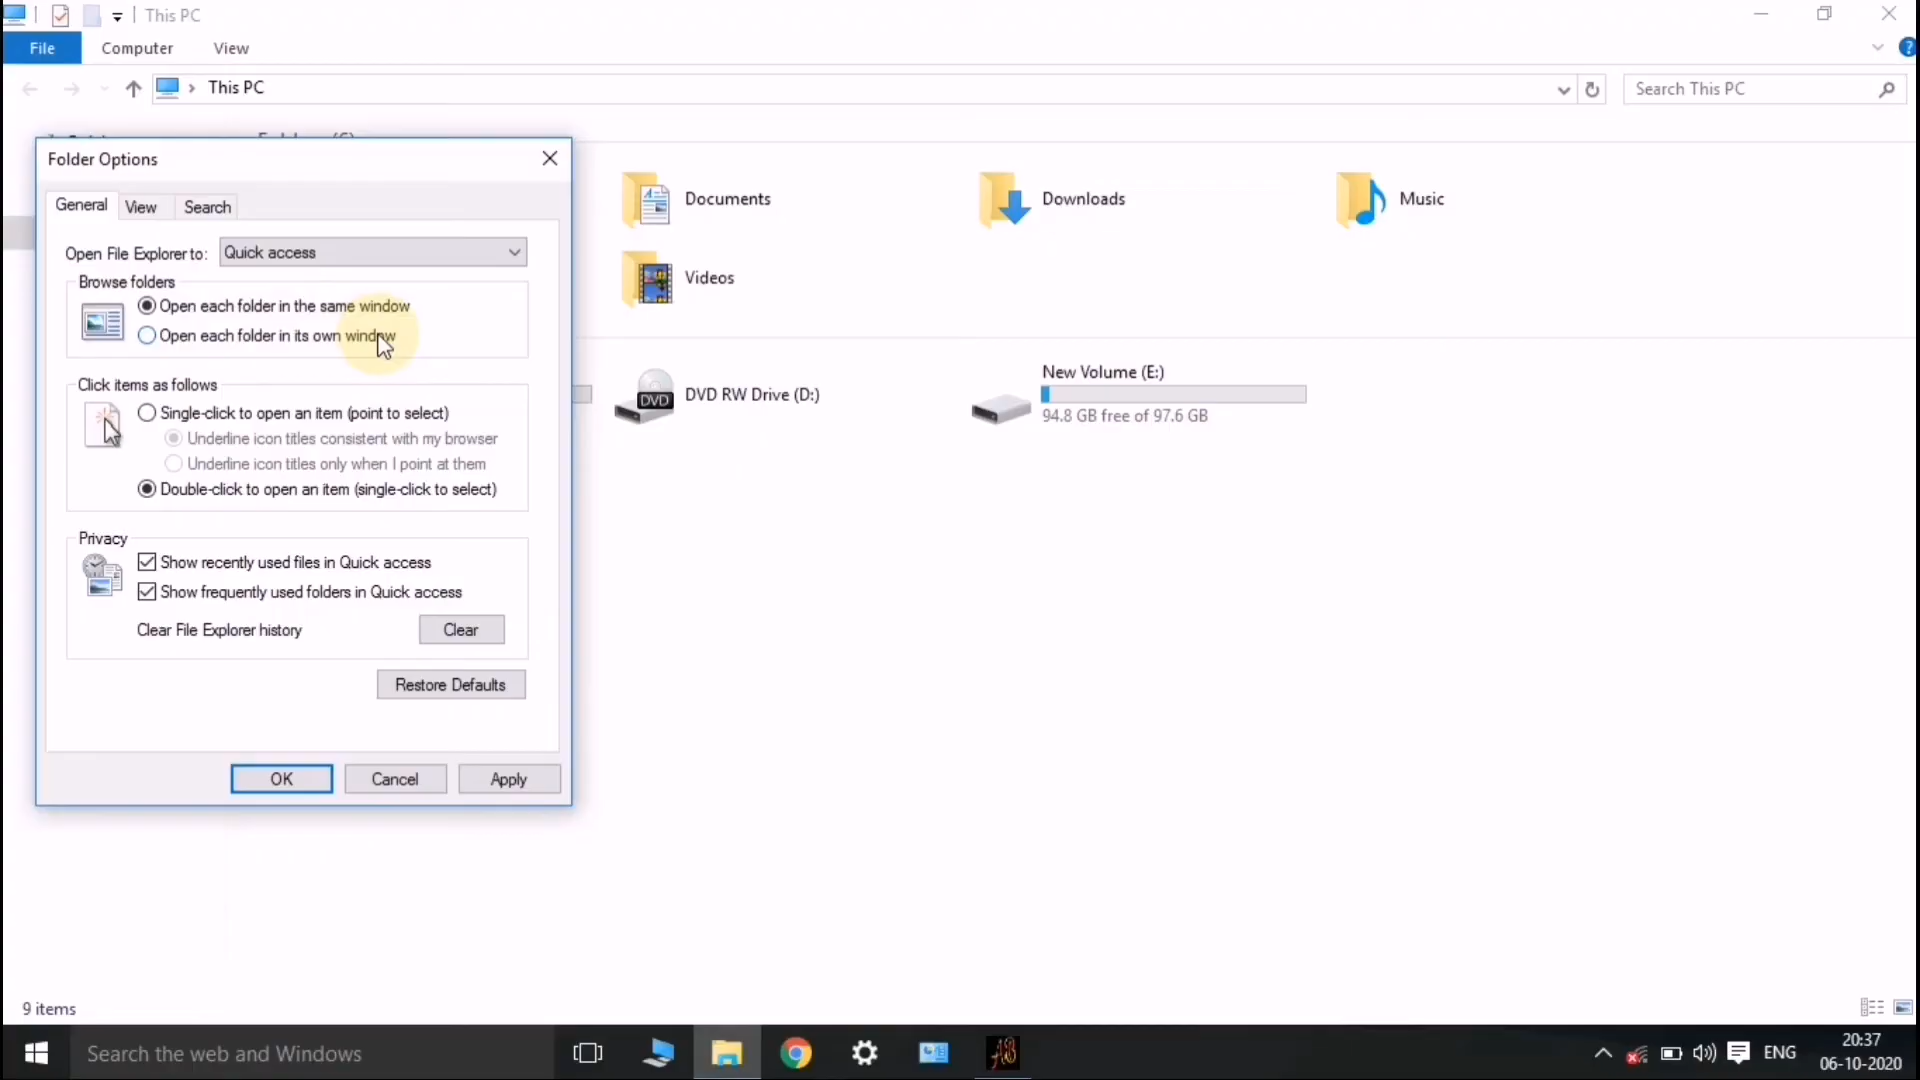 This PC
File
Computer
View
This PC
Search This PC
Folder Options
General
View
Search
Open File Explorer to:
Quick access
Browse folders
Open each folder in the same window
Open each folder in its own window
Click items as follows
Single-click to open an item (point to select)
Underline icon titles consistent with my browser
Underline icon titles only when I point at them
Double-click to open an item (single-click to select)
Privacy
Show recently used files in Quick access
Show frequently used folders in Quick access
Clear File Explorer history
Clear
Restore Defaults
OK
Cancel
Apply
Documents
Downloads
Music
Videos
DVD
DVD RW Drive (D:)
New Volume (E:)
94.8 GB free of 97.6 GB
9 items
Search the web and Windows
ENG
20:37
06-10-2020